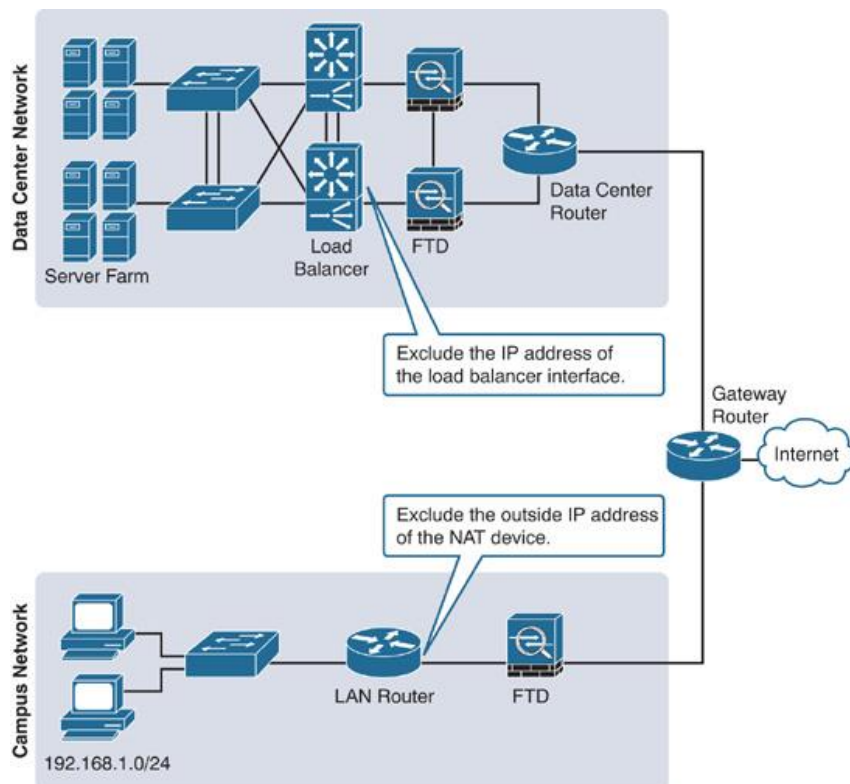 Data Center Network
Server Farm
Load
Balancer
FTD
Data Center
Router
Exclude the IP address of
the load balancer interface.
Gateway
Router
Internet
Exclude the outside IP address
of the NAT device.
Campus Network
LAN Router
FTD
192.168.1.0/24